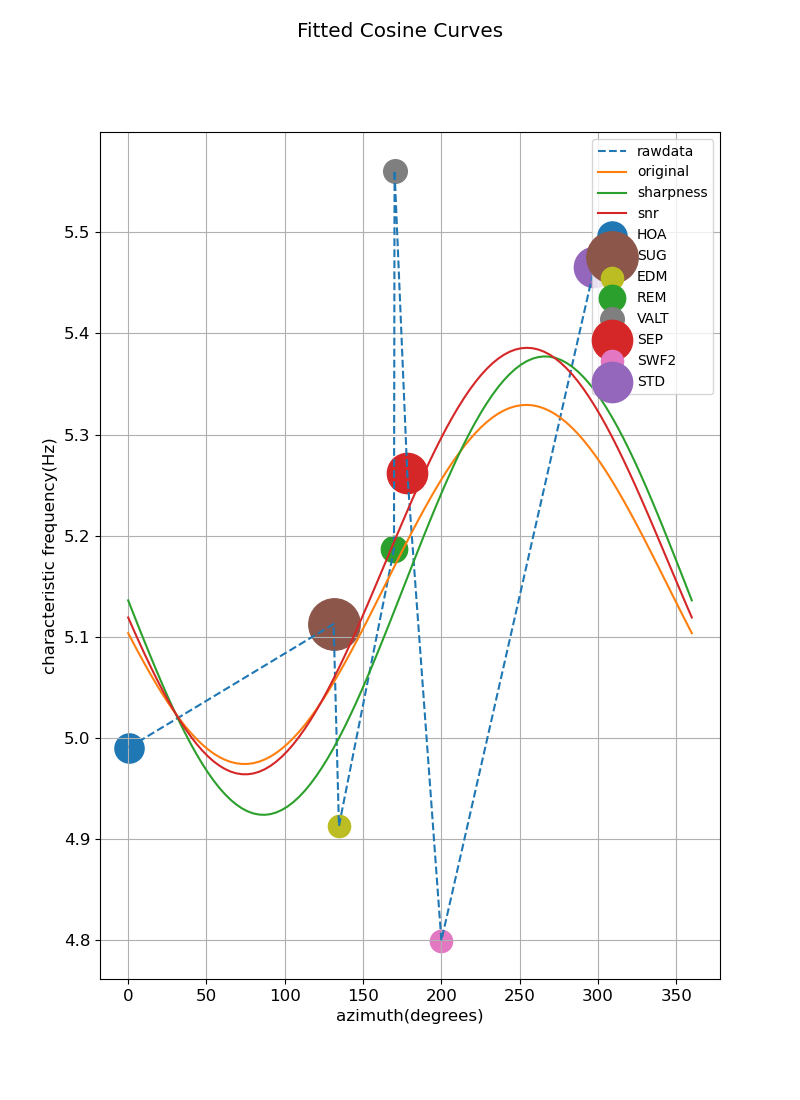 Fitted Cosine Curves
rawdata
original
sharpness
snr
HOA
SUG
EDM
REM
VALT
SEP
SWF2
STD
characteristic frequency(Hz)
5.5
5.4
5.3
5.2
5.1
5.0
4.9
4.8
0 50 100 150 200 250 300 350
azimuth(degrees)